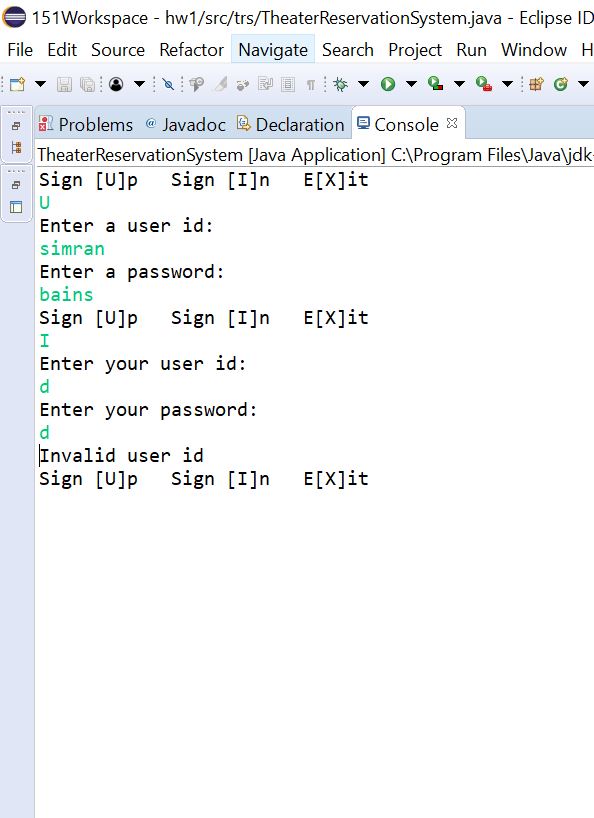 151Workspace - hw1/src/trs/TheaterReservationSystem.java - Eclipse ID
File Edit Source Refactor Navigate Search Project Run Window H
Problems @ Javadoc Declaration Console
TheaterReservationSystem [Java Application] C:\Program Files\Java\jdk-
Sign [U]p   Sign [I]n   E[X]it
U
Enter a user id:
simran
Enter a password:
bains
Sign [U]p   Sign [I]n   E[X]it
I
Enter your user id:
d
Enter your password:
d
Invalid user id
Sign [U]p   Sign [I]n   E[X]it